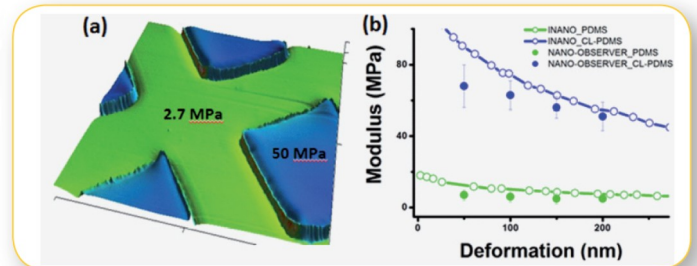 (a)
2.7 MPa
50 MPa
(b)
INANO_PDMS
INANO_CL-PDMS
NANO-OBSERVER_PDMS
NANO-OBSERVER_CL-PDMS
Modulus (MPa)
80
40
0
0
100
200
Deformation (nm)